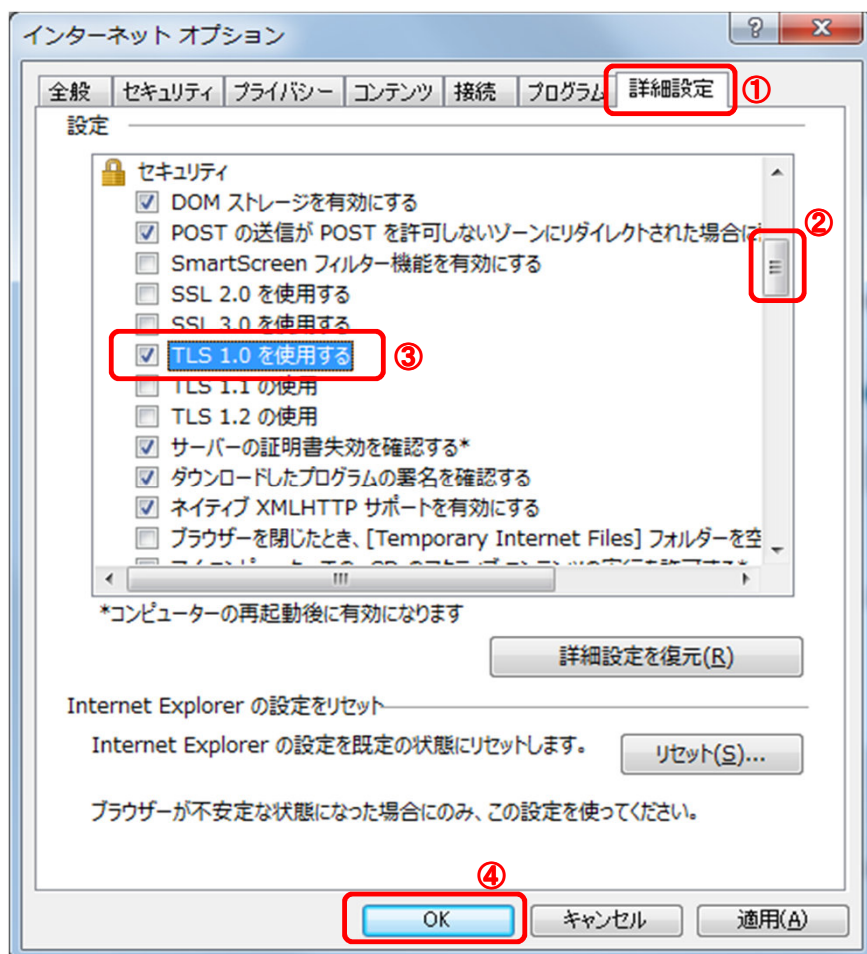 インターネット オプション
全般 セキュリティ プライバシー コンテンツ 接続 プログラム 詳細設定 ①
設定
セキュリティ
DOM ストレージを有効にする
POST の送信が POST を許可しないゾーンにリダイレクトされた場合に ②
SmartScreen フィルター機能を有効にする
SSL 2.0 を使用する
SSL 3.0 を使用する
TLS 1.0 を使用する ③
TLS 1.1 の使用
TLS 1.2 の使用
サーバーの証明書失効を確認する*
ダウンロードしたプログラムの署名を確認する
ネイティブ XMLHTTP サポートを有効にする
ブラウザーを閉じたとき、[Temporary Internet Files] フォルダーを空
*コンピューターの再起動後に有効になります
詳細設定を復元(R)
Internet Explorer の設定をリセット
Internet Explorer の設定を既定の状態にリセットします。 リセット(S)...
ブラウザーが不安定な状態になった場合にのみ、この設定を使ってください。
④
OK キャンセル 適用(A)